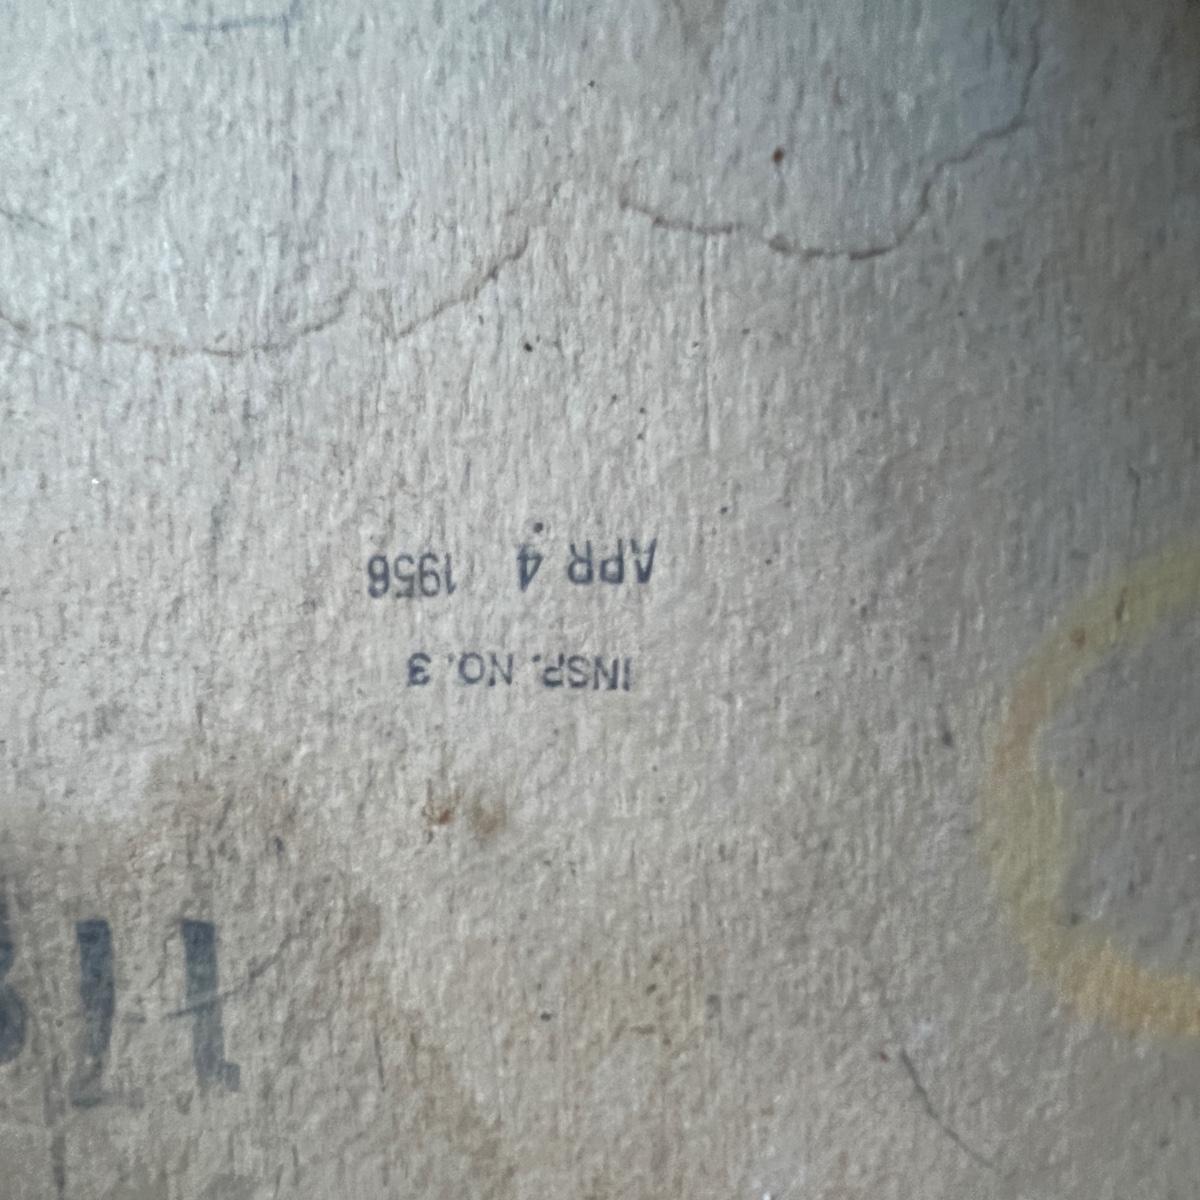 INSP. NO. 3
APR 4 1956